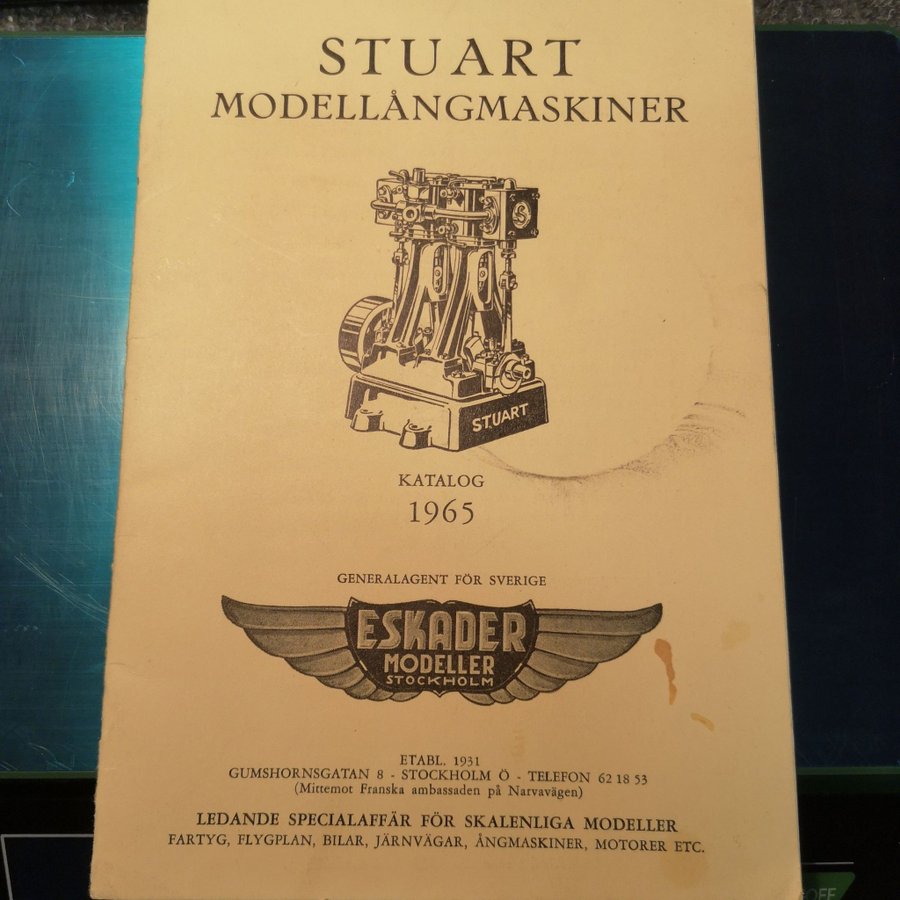 STUART
MODELLÅNGMASKINER
S
STUART
KATALOG
1965
GENERALAGENT FÖR SVERIGE
ESKADER
MODELLER
STOCKHOLM
ETABL. 1931
GUMSHORNSGATAN 8 - STOCKHOLM Ö - TELEFON 62 18 53
(Mittemot Franska ambassaden på Narvavägen)
LEDANDE SPECIALAFFÄR FÖR SKALENLIGA MODELLER
FARTYG, FLYGPLAN, BILAR, JÄRNVÄGAR, ÅNGMASKINER, MOTORER ETC.
OFF